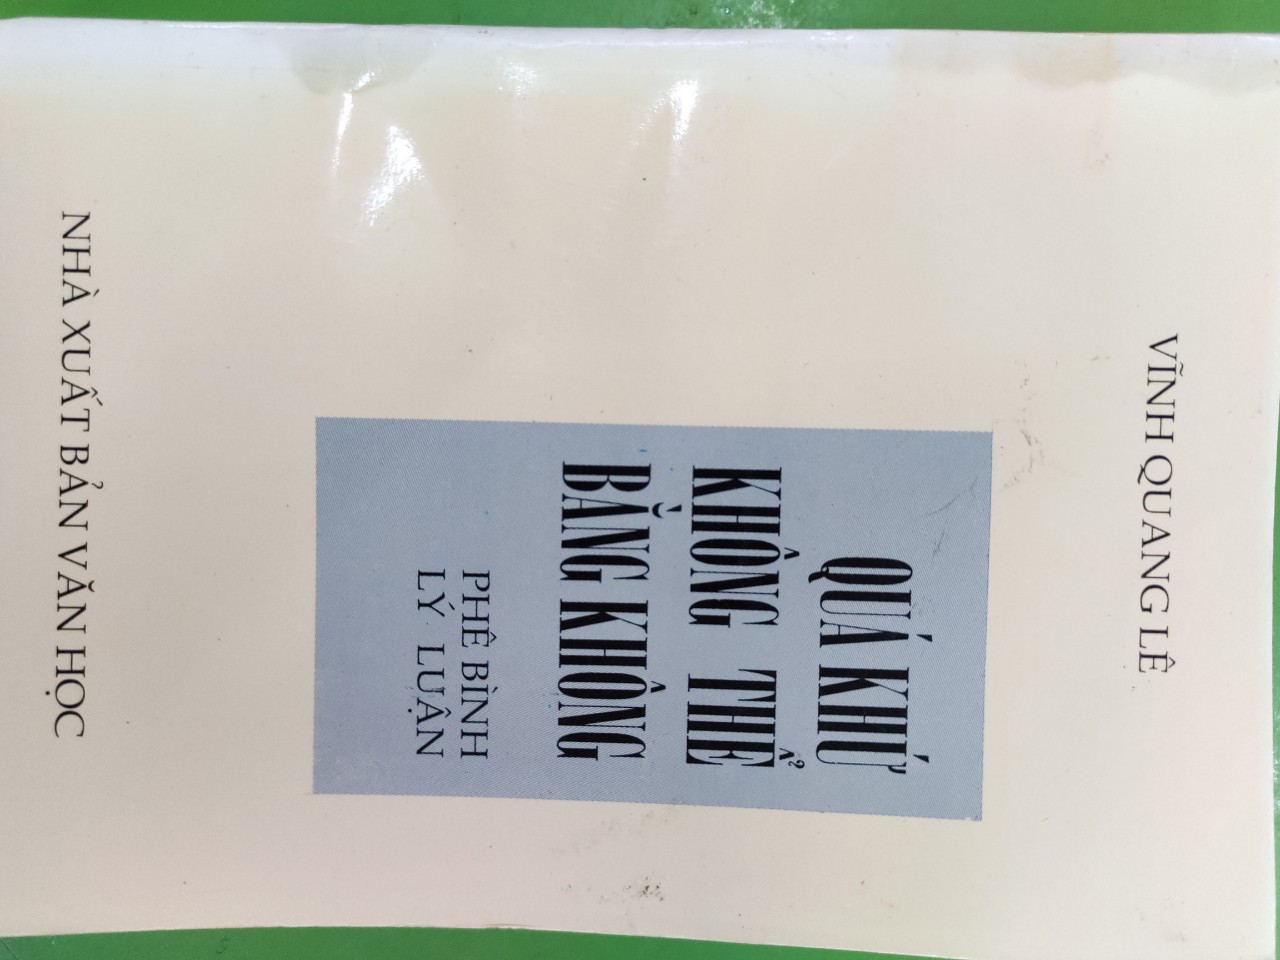 VĨNH QUANG LÊ
QUÁ KHỨ
KHÔNG THỂ
BẰNG KHÔNG
PHÊ BÌNH
LÝ LUẬN
NHÀ XUẤT BẢN VĂN HỌC